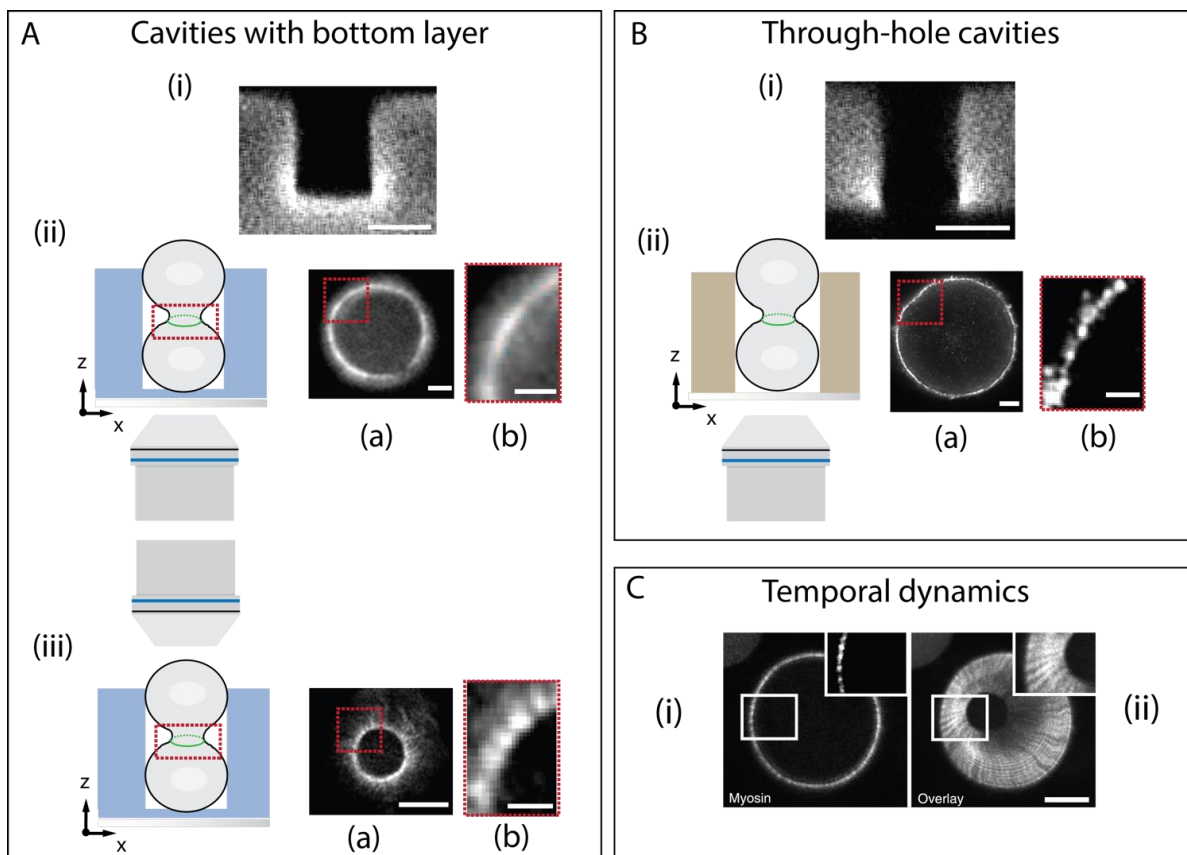 A
Cavities with bottom layer
(i)
(ii)
z
x
(a)
(b)
(iii)
z
x
(a)
(b)
B
Through-hole cavities
(i)
(ii)
z
x
(a)
(b)
C
Temporal dynamics
(i)
Myosin
Overlay
(ii)